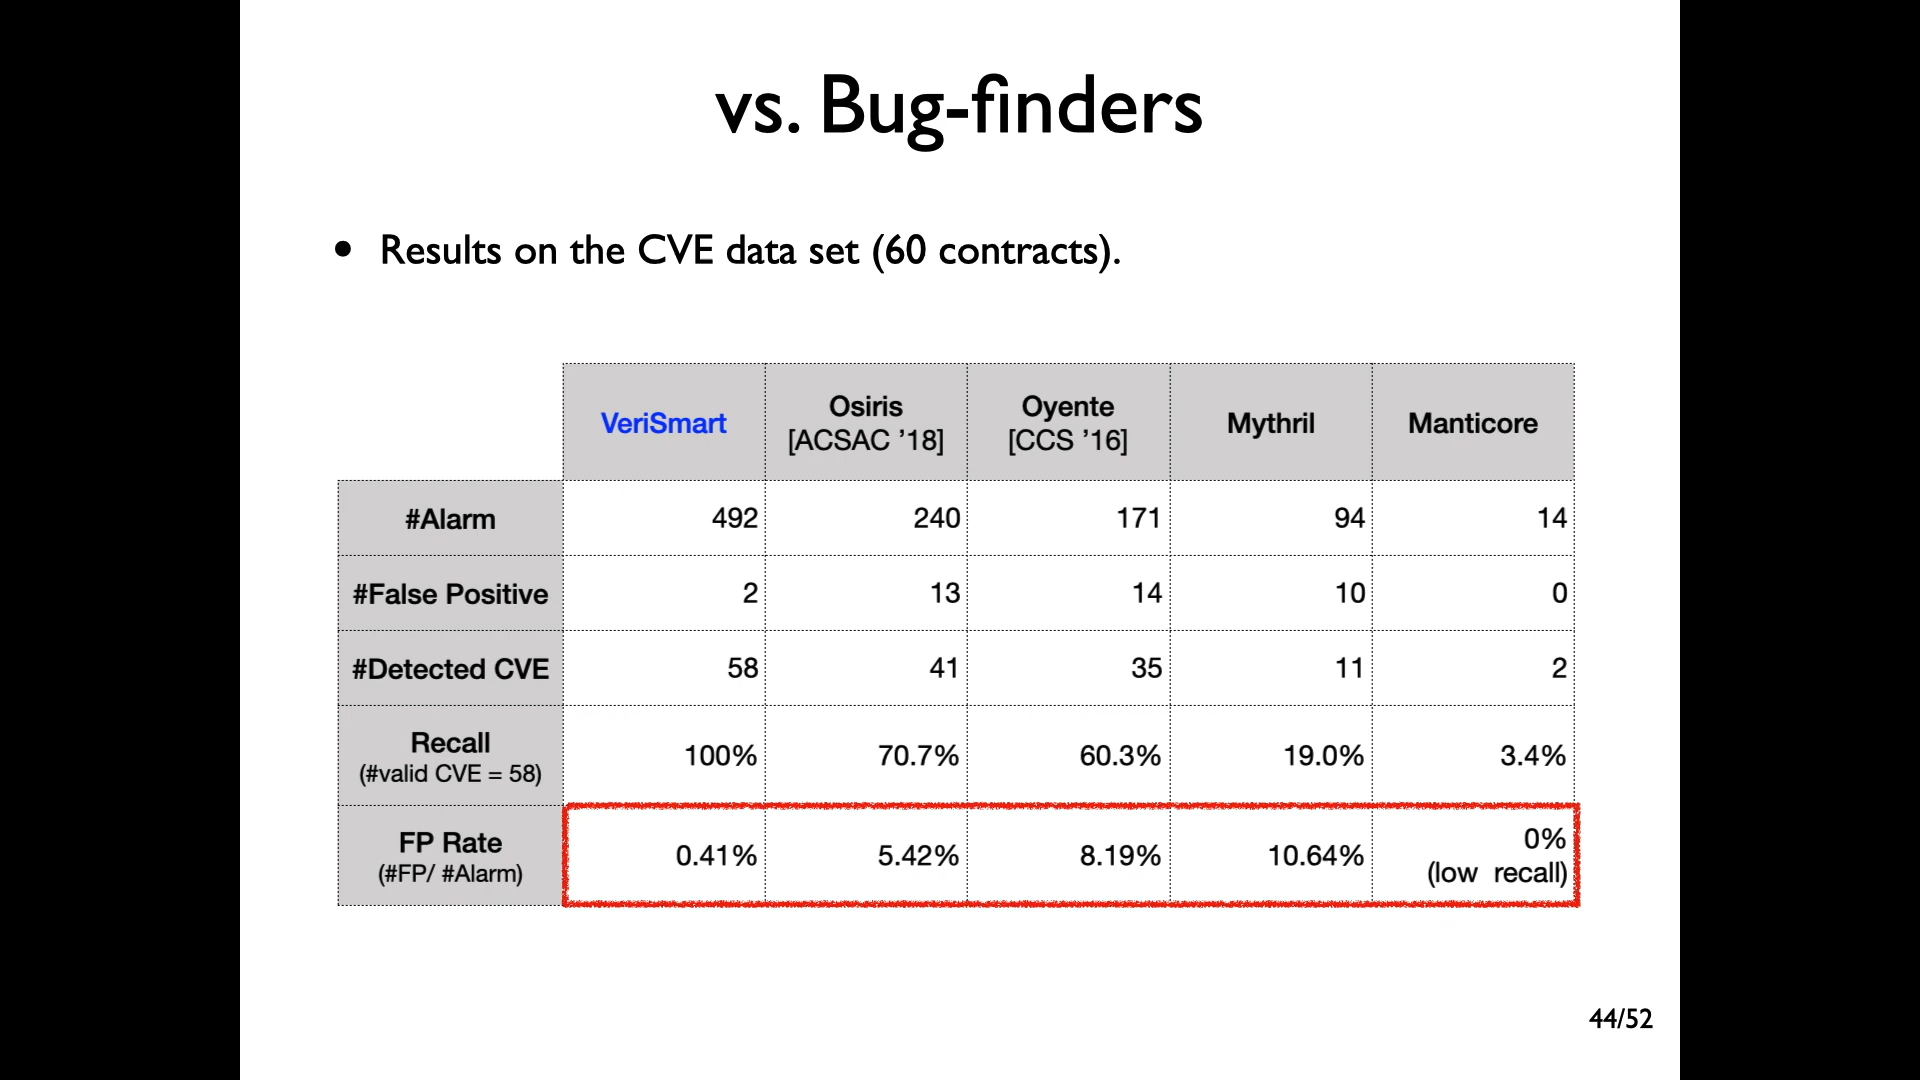 vs. Bug-finders
• Results on the CVE data set (60 contracts).
VeriSmart Osiris [ACSAC ’18] Oyente [CCS ’16] Mythril Manticore
#Alarm 492 240 171 94 14
#False Positive 2 13 14 10 0
#Detected CVE 58 41 35 11 2
Recall (#valid CVE = 58) 100% 70.7% 60.3% 19.0% 3.4%
FP Rate (#FP/ #Alarm) 0.41% 5.42% 8.19% 10.64% 0% (low recall)
44/52